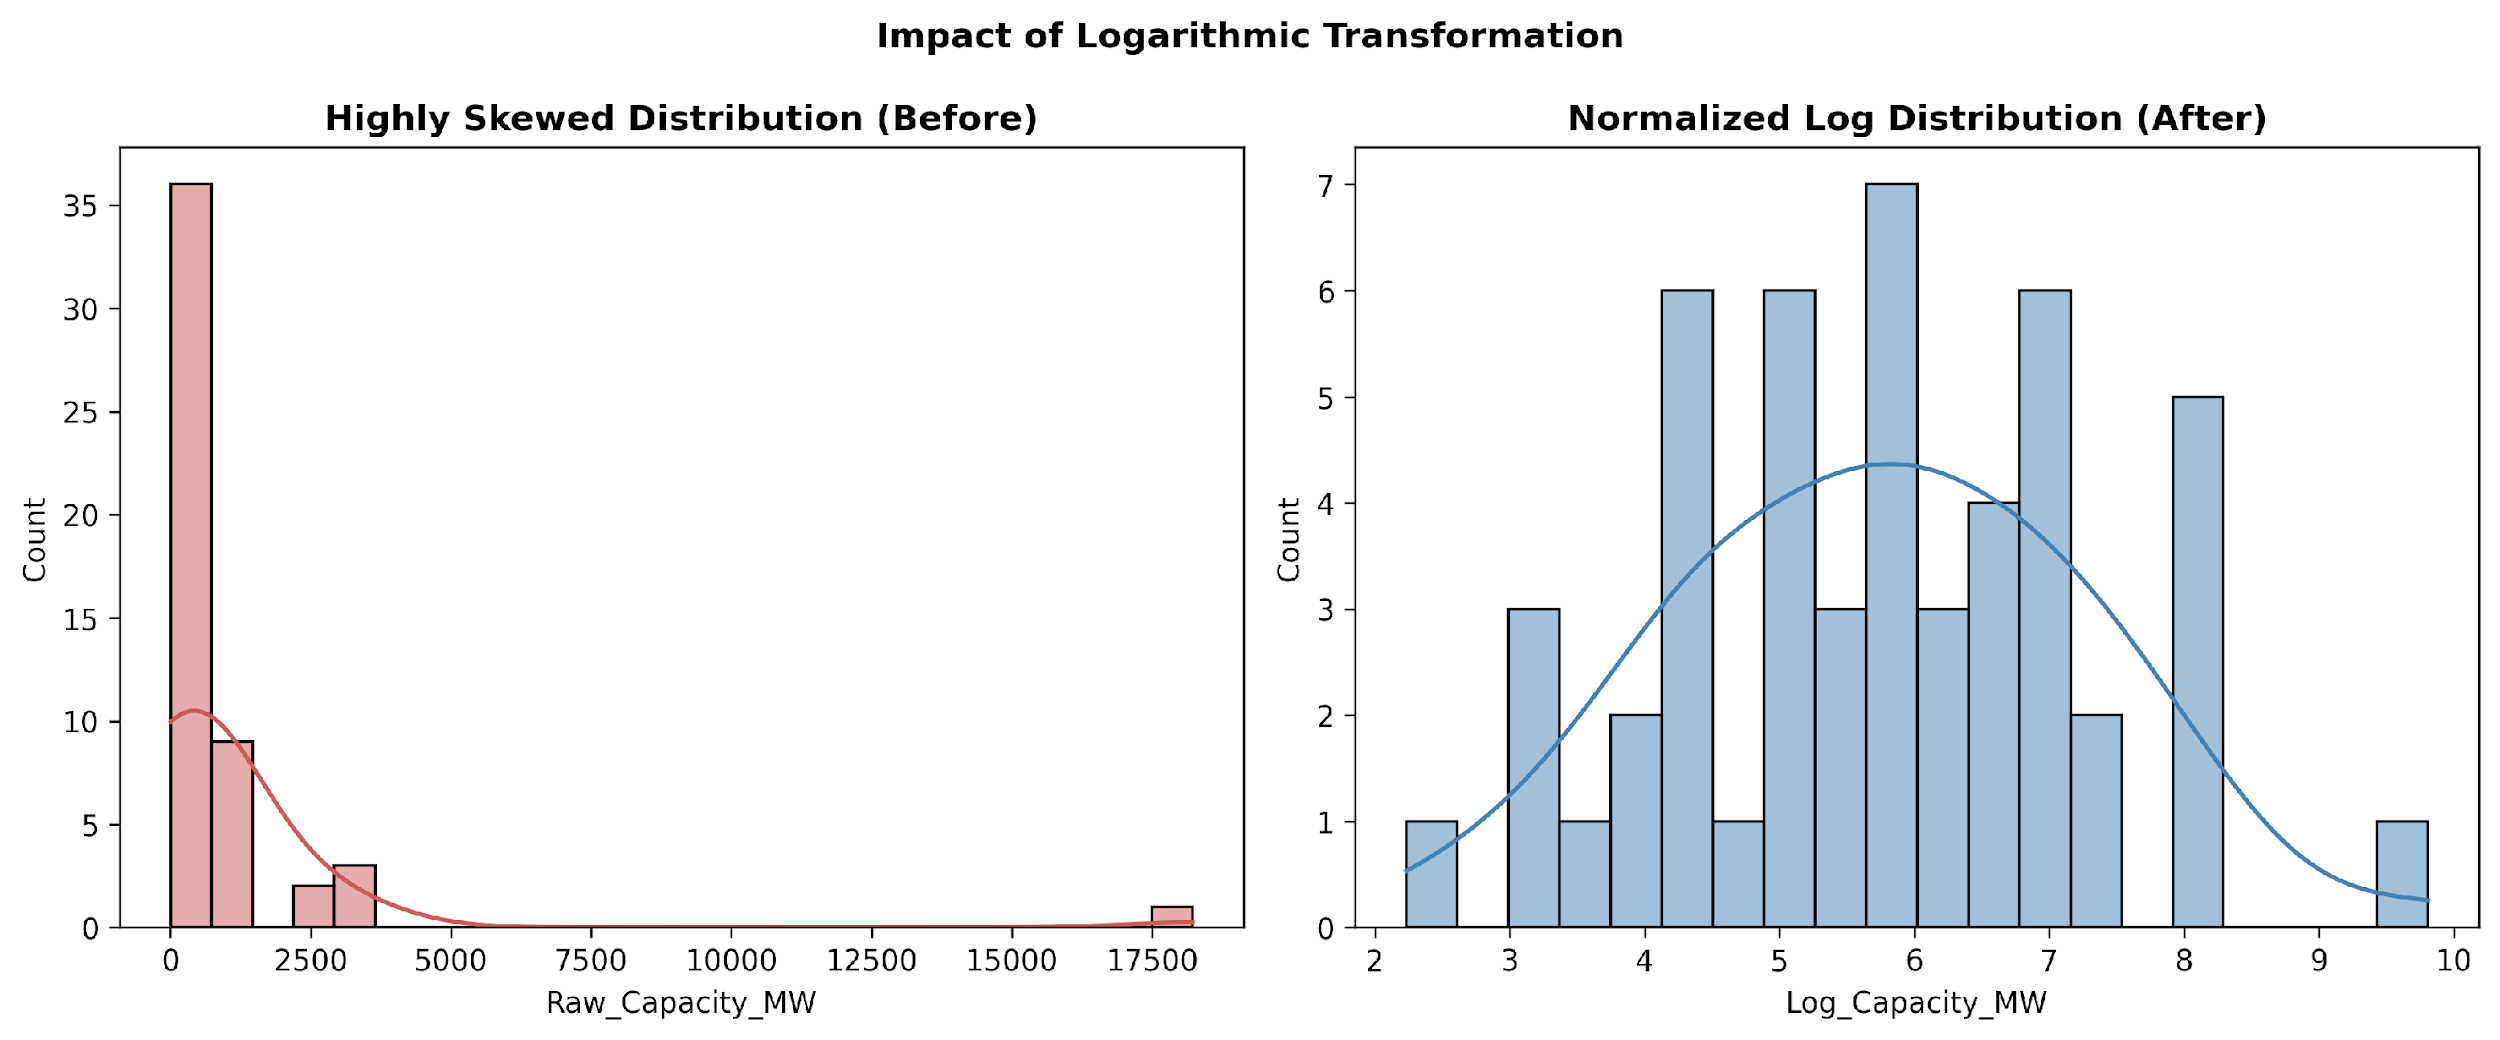 Impact of Logarithmic Transformation
Highly Skewed Distribution (Before)
Count
35
30
25
20
15
10
5
0
0 2500 5000 7500 10000 12500 15000 17500
Raw_Capacity_MW
Normalized Log Distribution (After)
Count
7
6
5
4
3
2
1
0
2 3 4 5 6 7 8 9 10
Log_Capacity_MW